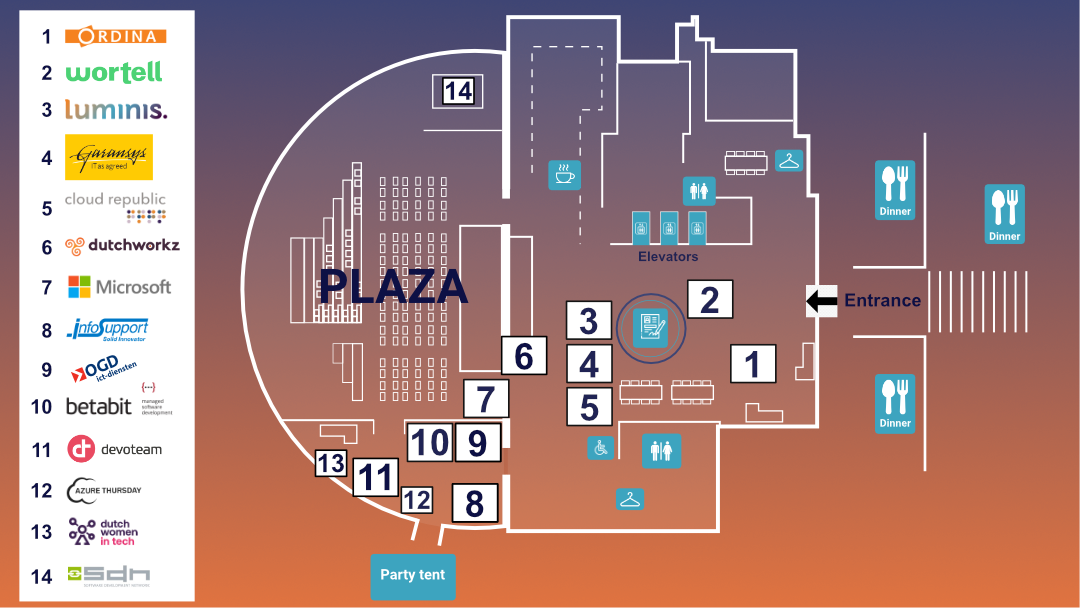 1 ORDINA
2 wortell
3 luminis.
4 Garansys
IT as agreed
5 cloud republic
6 dutchworkz
7 Microsoft
8 infoSupport
Solid Innovator
9 OGD
ict-diensten
10 betabit
{···} managed
software
development
11 devoteam
12 AZURE THURSDAY
13 dutch
women
in tech
14 sdn
SOFTWARE DEVELOPMENT NETWORK
14
Dinner
Dinner
Elevators
PLAZA
2
Entrance
3
6
4
1
7
5
Dinner
10
9
13
11
12
8
Party tent